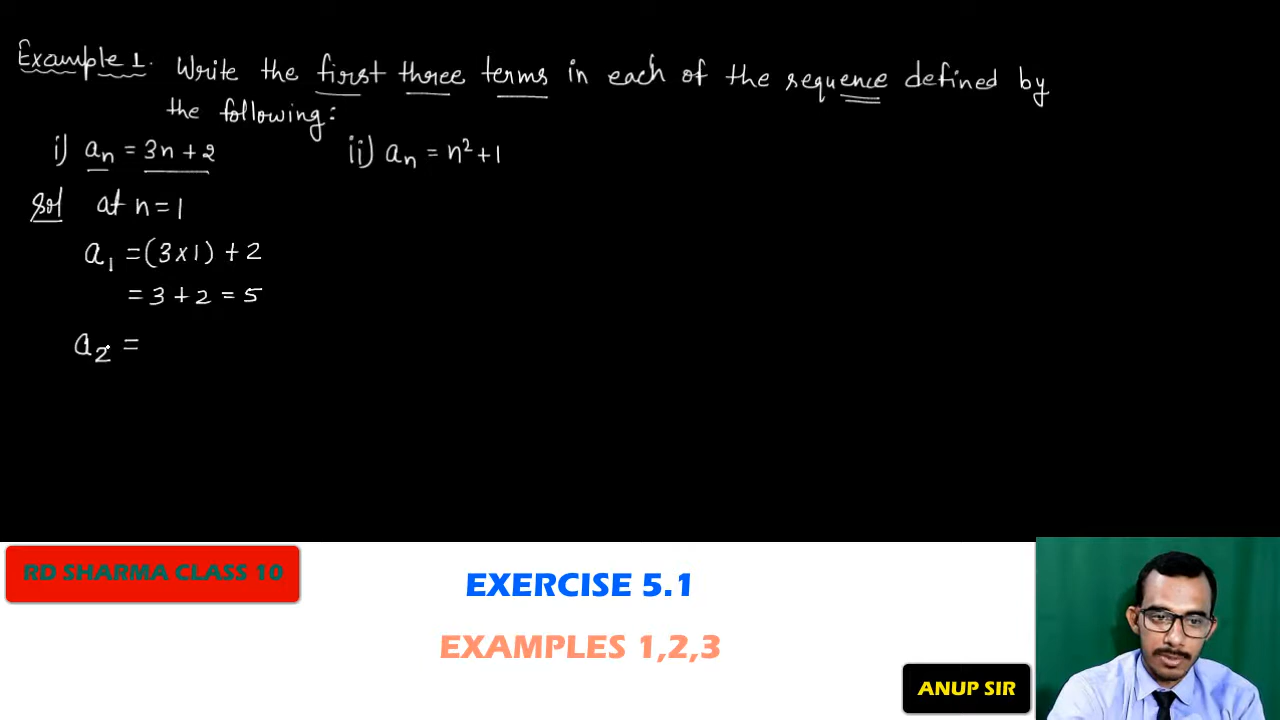 Example 1. Write the first three terms in each of the sequence defined by
the following:
i) aₙ = 3n + 2    ii) aₙ = n² + 1
Sol at n = 1
a₁ = (3 × 1) + 2
= 3 + 2 = 5
a₂ =
RD SHARMA CLASS 10
EXERCISE 5.1
EXAMPLES 1,2,3
ANUP SIR